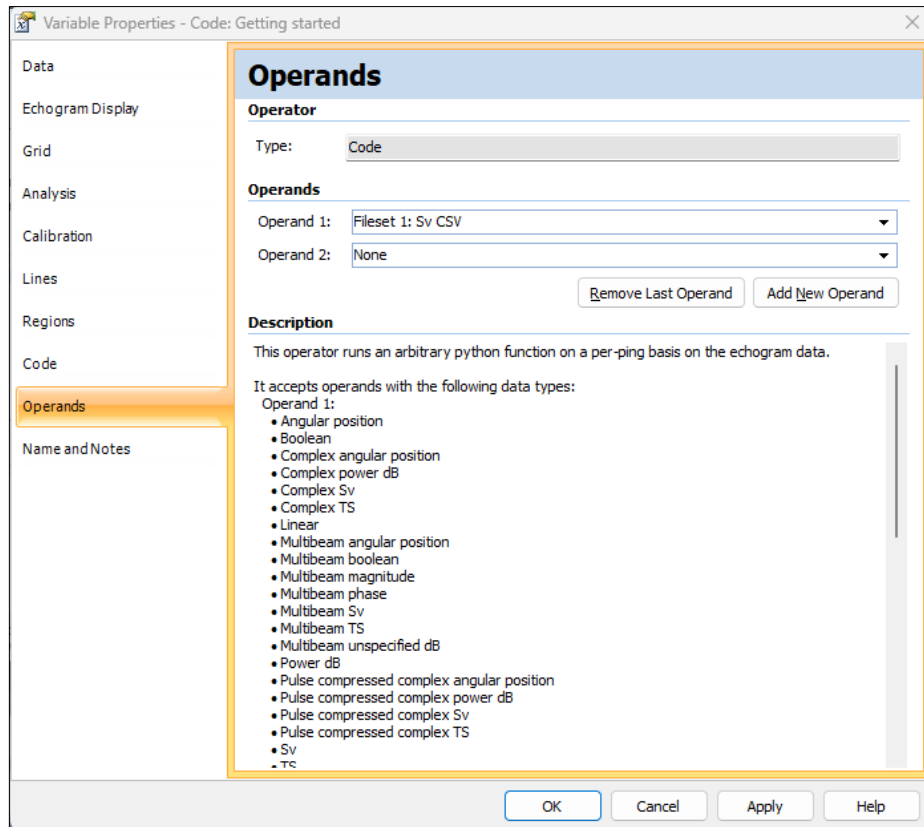 Variable Properties - Code: Getting started
Data
Echogram Display
Grid
Analysis
Calibration
Lines
Regions
Code
Operands
Name and Notes
Operands
Operator
Type: Code
Operands
Operand 1: Fileset 1: Sv CSV
Operand 2: None
Remove Last Operand Add New Operand
Description
This operator runs an arbitrary python function on a per-ping basis on the echogram data.
It accepts operands with the following data types:
Operand 1:
• Angular position
• Boolean
• Complex angular position
• Complex power dB
• Complex Sv
• Complex TS
• Linear
• Multibeam angular position
• Multibeam boolean
• Multibeam magnitude
• Multibeam phase
• Multibeam Sv
• Multibeam TS
• Multibeam unspecified dB
• Power dB
• Pulse compressed complex angular position
• Pulse compressed complex power dB
• Pulse compressed complex Sv
• Pulse compressed complex TS
• Sv
• TS
OK Cancel Apply Help